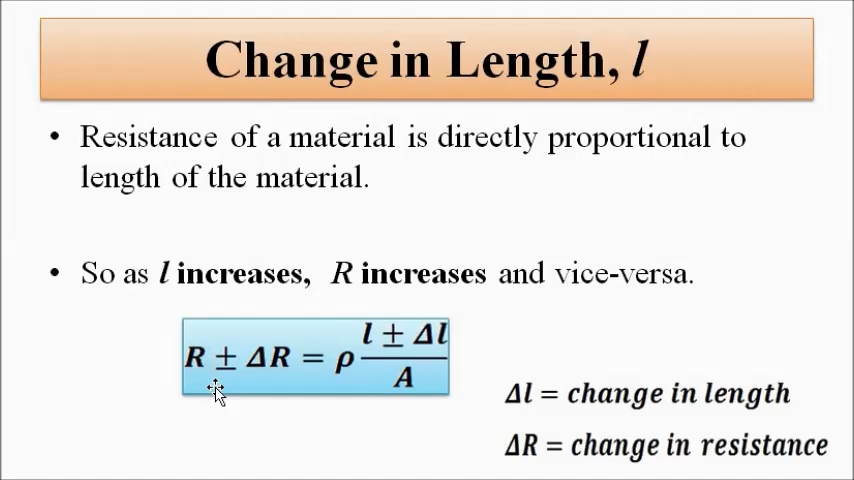 Change in Length, l
• Resistance of a material is directly proportional to
length of the material.
• So as l increases, R increases and vice-versa.
R ± ΔR = ρ (l ± Δl) / A
Δl = change in length
ΔR = change in resistance